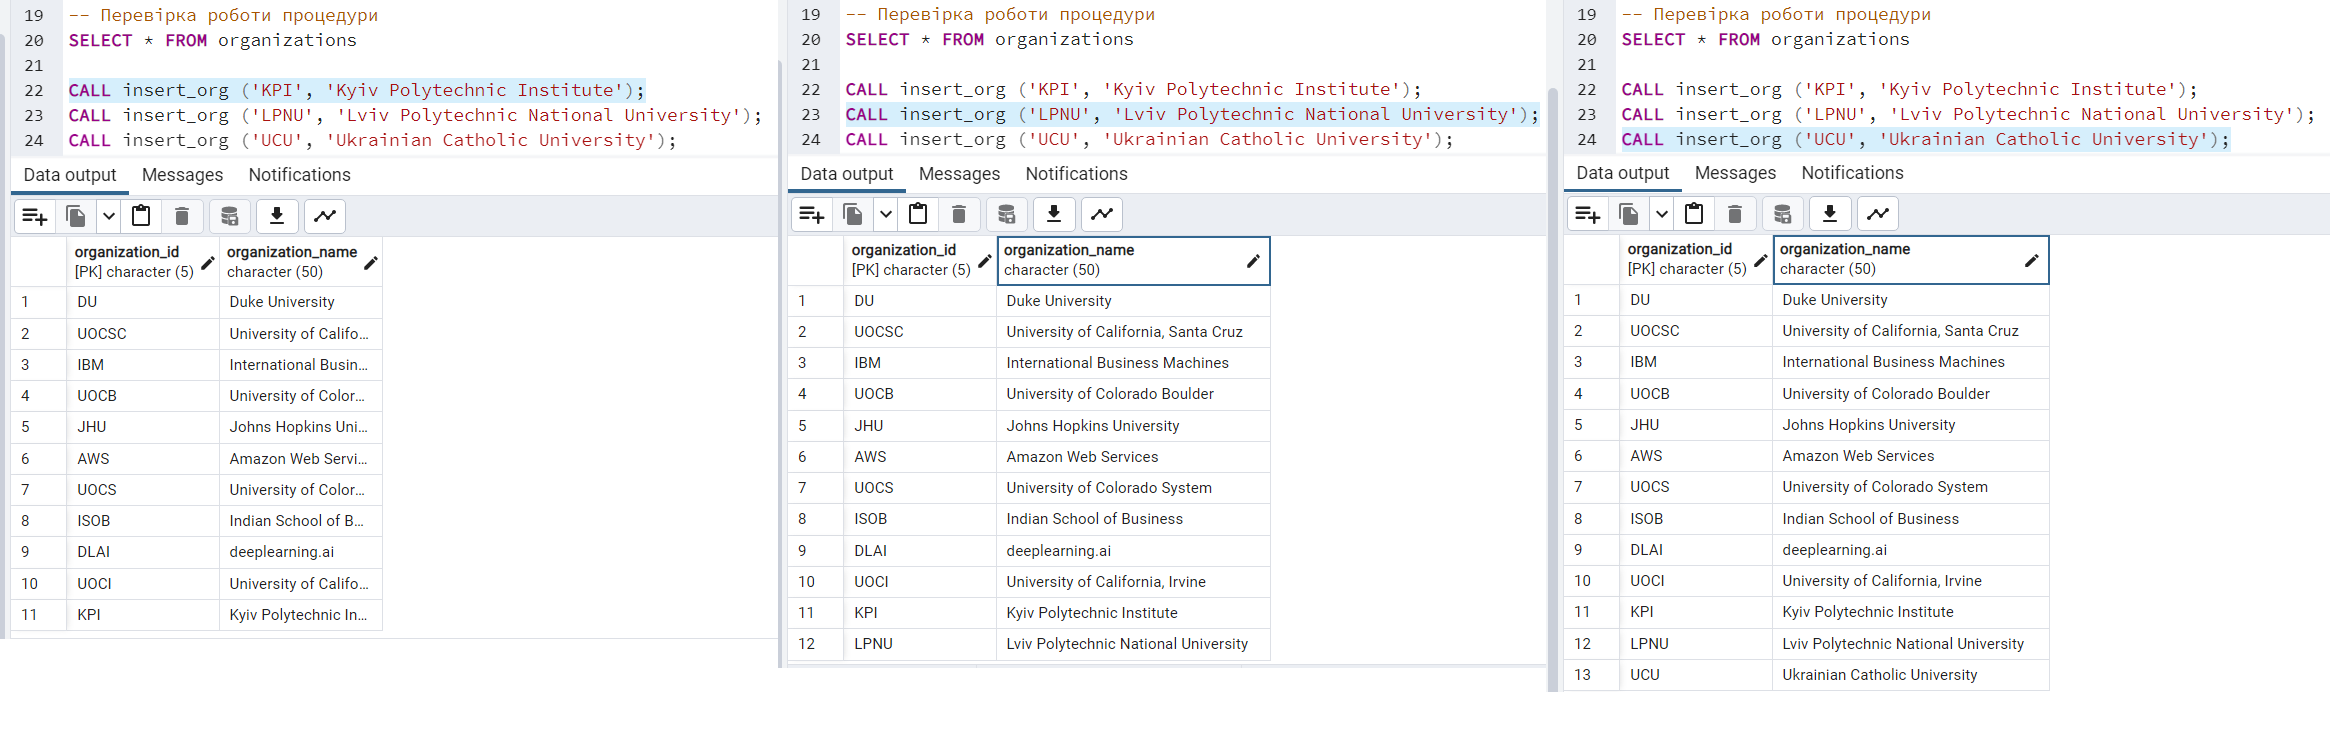 19 -- Перевірка роботи процедури
20 SELECT * FROM organizations
21
22 CALL insert_org ('KPI', 'Kyiv Polytechnic Institute');
23 CALL insert_org ('LPNU', 'Lviv Polytechnic National University');
24 CALL insert_org ('UCU', 'Ukrainian Catholic University');
Data output Messages Notifications
organization_id organization_name
[PK] character (5) character (50)
1 DU Duke University
2 UOCSC University of Califo...
3 IBM International Busin...
4 UOCB University of Color...
5 JHU Johns Hopkins Uni...
6 AWS Amazon Web Servi...
7 UOCS University of Color...
8 ISOB Indian School of B...
9 DLAI deeplearning.ai
10 UOCI University of Califo...
11 KPI Kyiv Polytechnic In...
19 -- Перевірка роботи процедури
20 SELECT * FROM organizations
21
22 CALL insert_org ('KPI', 'Kyiv Polytechnic Institute');
23 CALL insert_org ('LPNU', 'Lviv Polytechnic National University');
24 CALL insert_org ('UCU', 'Ukrainian Catholic University');
Data output Messages Notifications
organization_id organization_name
[PK] character (5) character (50)
1 DU Duke University
2 UOCSC University of California, Santa Cruz
3 IBM International Business Machines
4 UOCB University of Colorado Boulder
5 JHU Johns Hopkins University
6 AWS Amazon Web Services
7 UOCS University of Colorado System
8 ISOB Indian School of Business
9 DLAI deeplearning.ai
10 UOCI University of California, Irvine
11 KPI Kyiv Polytechnic Institute
12 LPNU Lviv Polytechnic National University
19 -- Перевірка роботи процедури
20 SELECT * FROM organizations
21
22 CALL insert_org ('KPI', 'Kyiv Polytechnic Institute');
23 CALL insert_org ('LPNU', 'Lviv Polytechnic National University');
24 CALL insert_org ('UCU', 'Ukrainian Catholic University');
Data output Messages Notifications
organization_id organization_name
[PK] character (5) character (50)
1 DU Duke University
2 UOCSC University of California, Santa Cruz
3 IBM International Business Machines
4 UOCB University of Colorado Boulder
5 JHU Johns Hopkins University
6 AWS Amazon Web Services
7 UOCS University of Colorado System
8 ISOB Indian School of Business
9 DLAI deeplearning.ai
10 UOCI University of California, Irvine
11 KPI Kyiv Polytechnic Institute
12 LPNU Lviv Polytechnic National University
13 UCU Ukrainian Catholic University